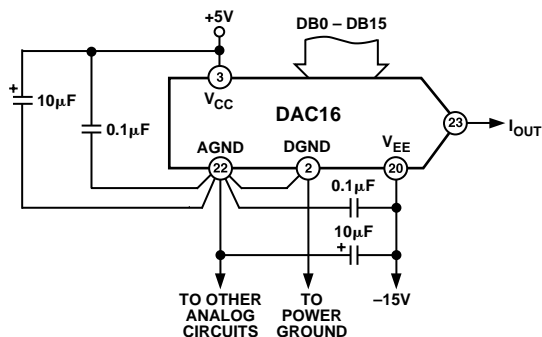 +5V
DB0 – DB15
3
VCC
+
10µF
0.1µF
DAC16
23
IOUT
AGND
DGND
VEE
22
2
20
0.1µF
10µF
+
TO OTHER
ANALOG
CIRCUITS
TO
POWER
GROUND
–15V